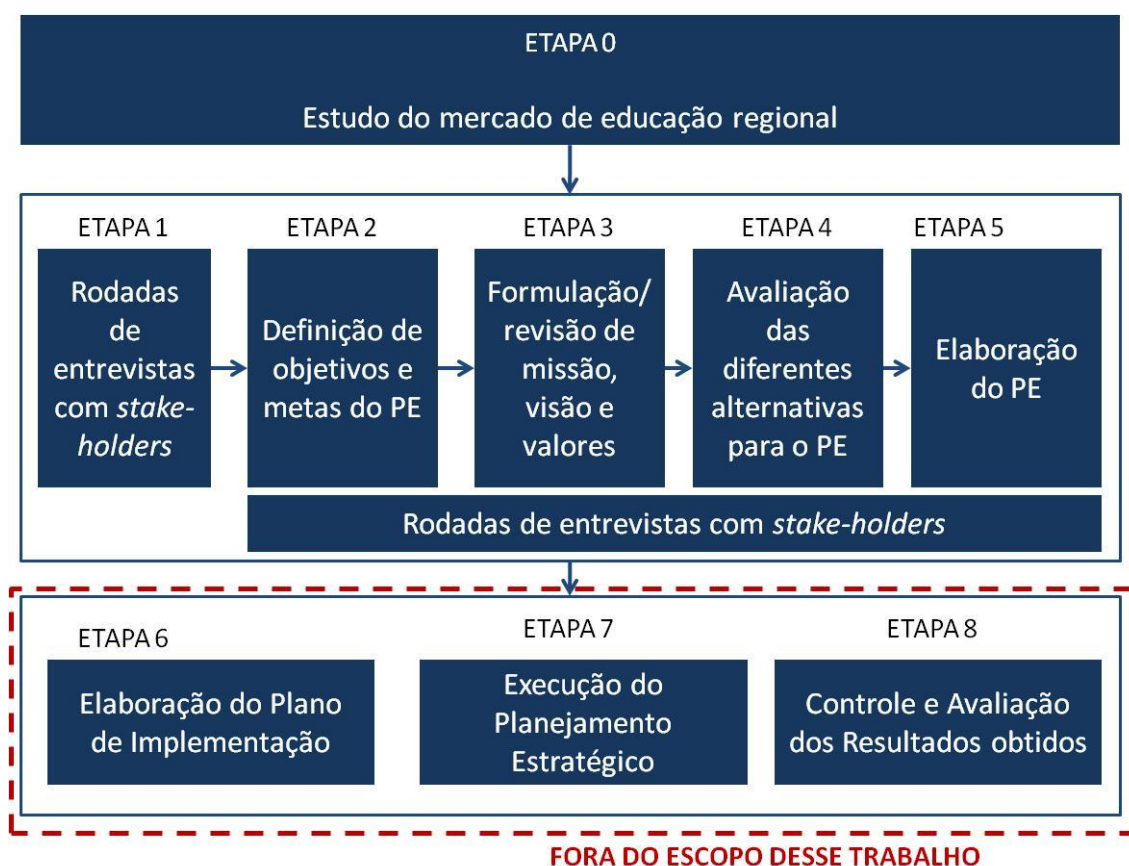 ETAPA 0
Estudo do mercado de educação regional
ETAPA 1
Rodadas
de
entrevistas
com stake-
holders
ETAPA 2
Definição de
objetivos e
metas do PE
ETAPA 3
Formulação/
revisão de
missão,
visão e
valores
ETAPA 4
Avaliação
das
diferentes
alternativas
para o PE
ETAPA 5
Elaboração
do PE
Rodadas de entrevistas com stake-holders
ETAPA 6
Elaboração do Plano
de Implementação
ETAPA 7
Execução do
Planejamento
Estratégico
ETAPA 8
Controle e Avaliação
dos Resultados obtidos
FORA DO ESCOPO DESSE TRABALHO